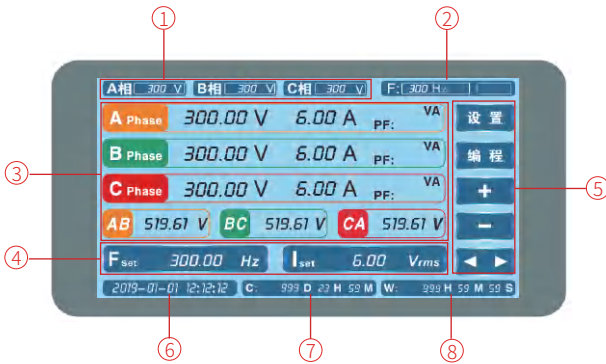 ① ②
A相 300 V B相 300 V C相 300 V F: 300 Hz
A Phase 300.00 V 6.00 A PF: VA 设置
B Phase 300.00 V 6.00 A PF: VA 编程
C Phase 300.00 V 6.00 A PF: VA +
AB 519.61 V BC 519.61 V CA 519.61 V −
Fset 300.00 Hz Iset 6.00 Vrms ◀ ▶
2019-01-01 12:12:12 C: 999 D 23 H 59 M W: 999 H 59 M 59 S
③
④
⑤
⑥ ⑦ ⑧